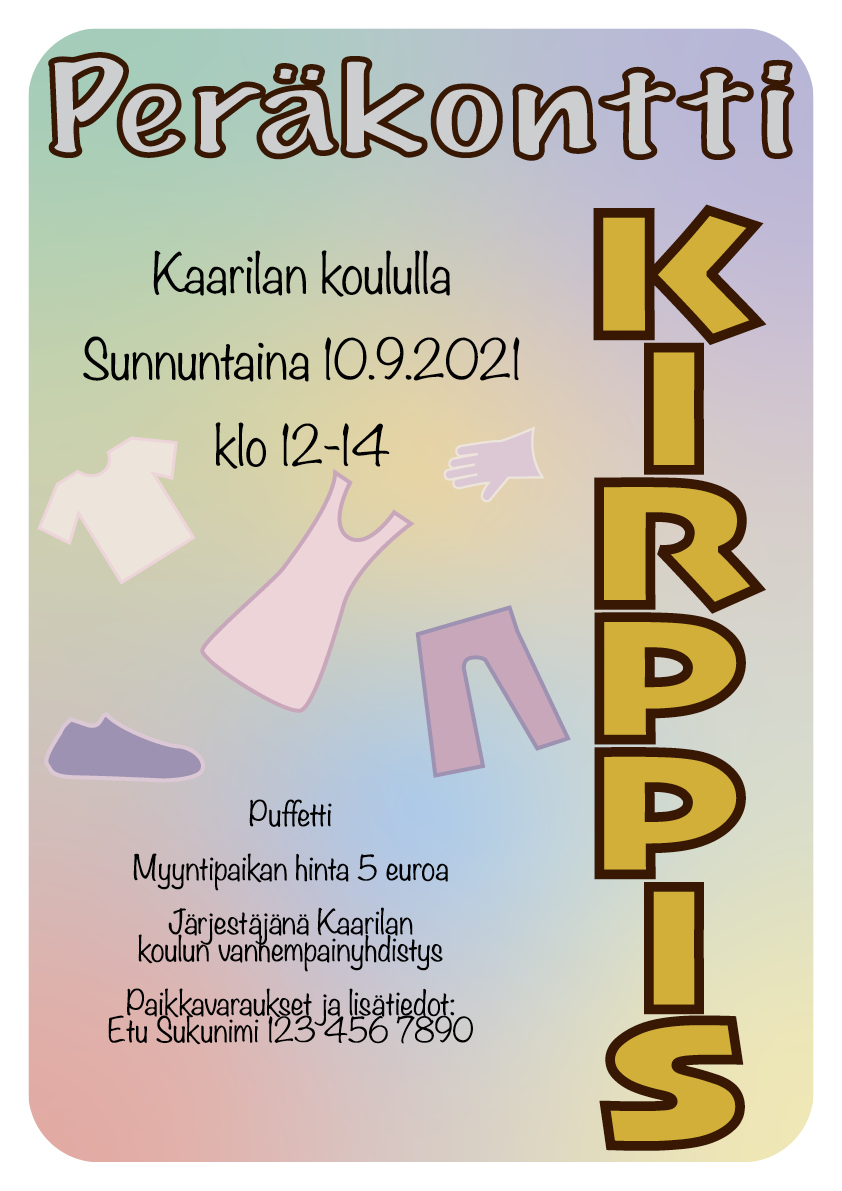 Peräkontti
KIRPPIS
Kaarilan koululla
Sunnuntaina 10.9.2021
klo 12-14
Puffetti
Myyntipaikan hinta 5 euroa
Järjestäjänä Kaarilan
koulun vanhempainyhdistys
Paikkavaraukset ja lisätiedot:
Etu Sukunimi 123 456 7890